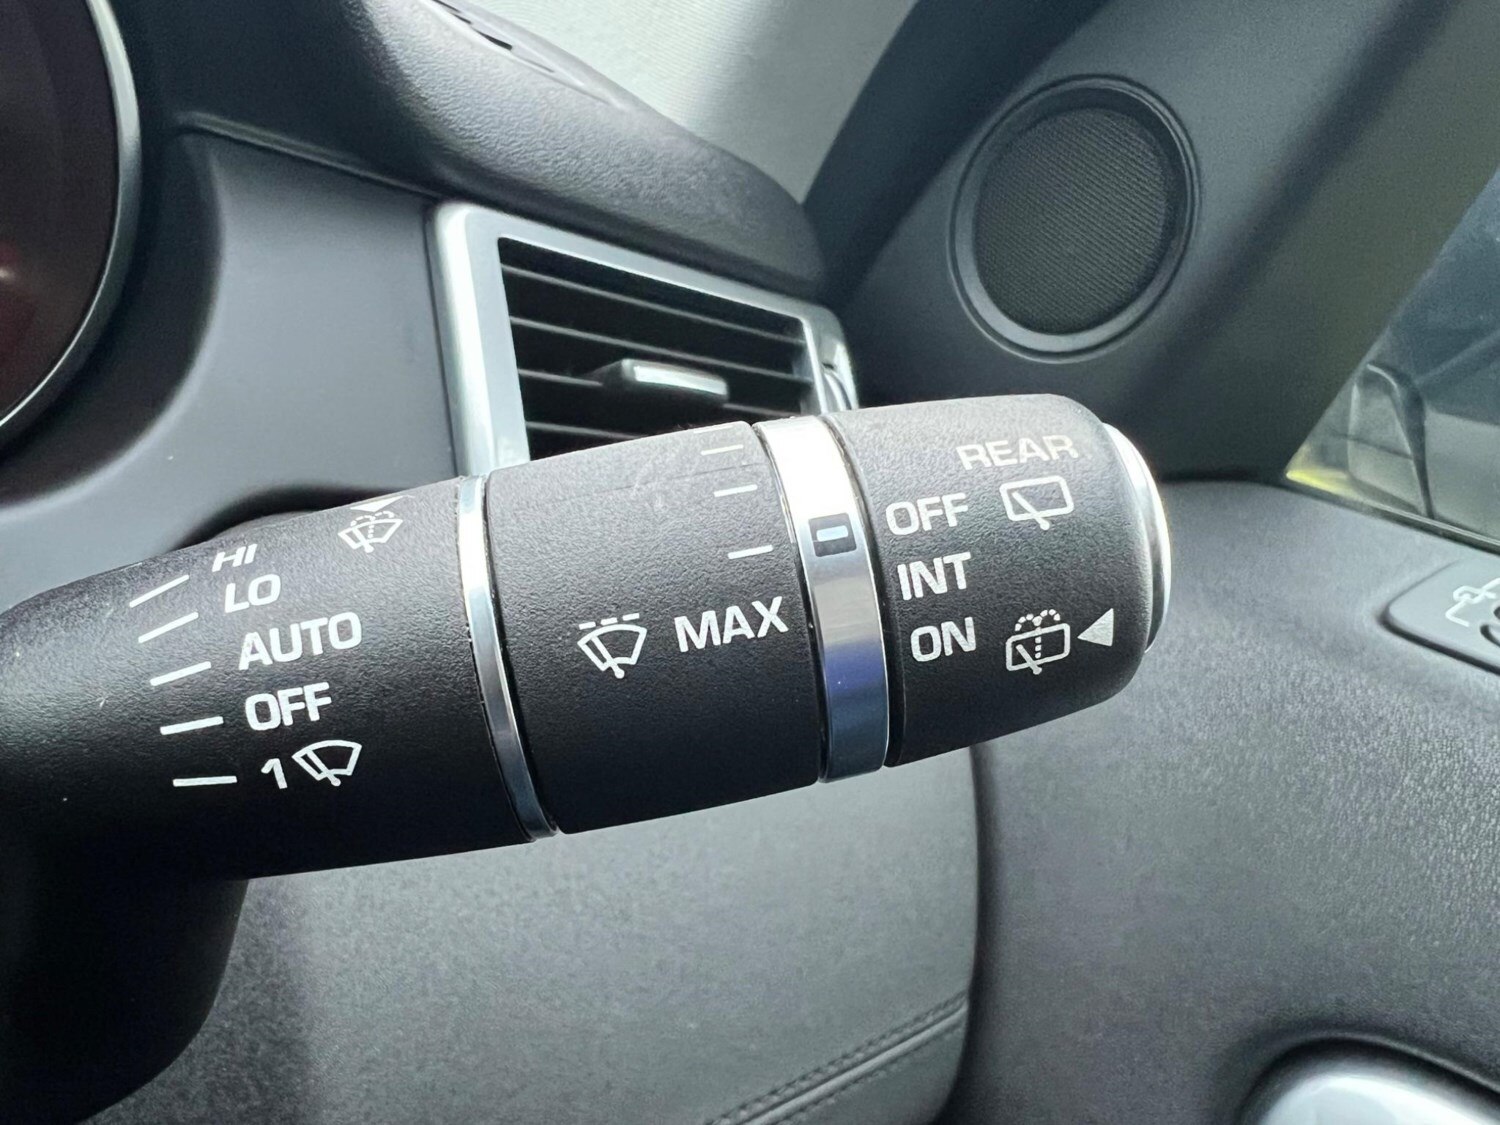 HI
LO
AUTO
OFF
1
MAX
REAR
OFF
INT
ON